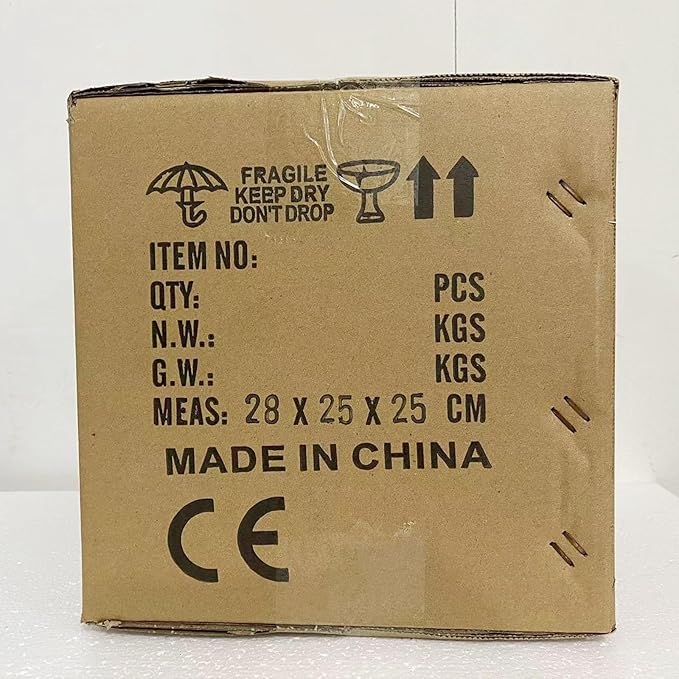 FRAGILE
KEEP DRY
DON'T DROP
ITEM NO:
QTY: PCS
N.W.: KGS
G.W.: KGS
MEAS: 28 X 25 X 25 CM
MADE IN CHINA
CE